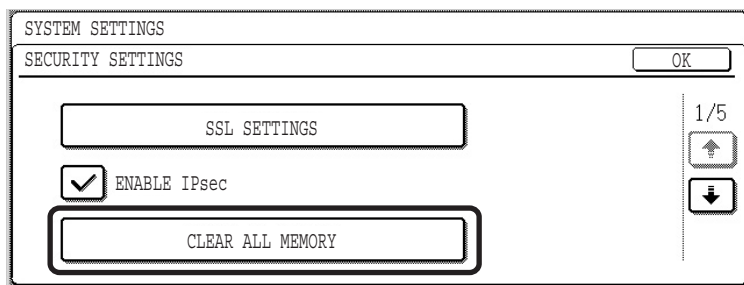 SYSTEM SETTINGS
SECURITY SETTINGS
OK
SSL SETTINGS
1/5
ENABLE IPsec
CLEAR ALL MEMORY